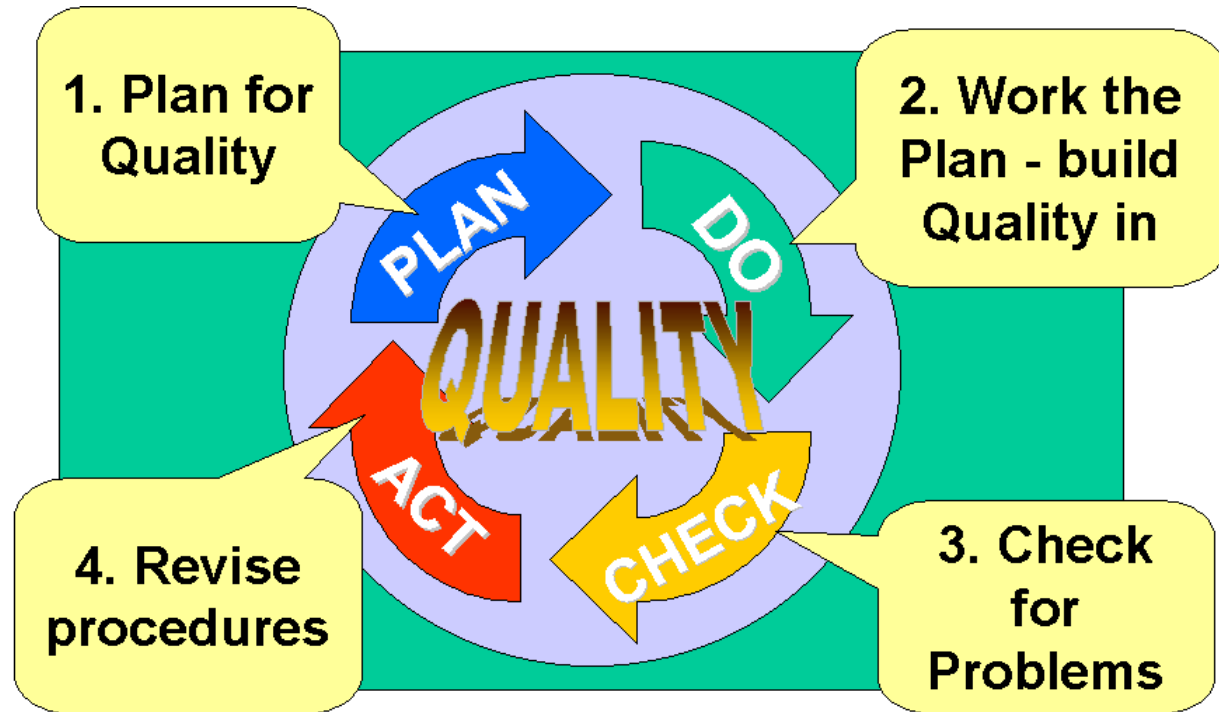 1. Plan for
Quality
2. Work the
Plan - build
Quality in
PLAN
DO
QUALITY
ACT
CHECK
4. Revise
procedures
3. Check
for
Problems